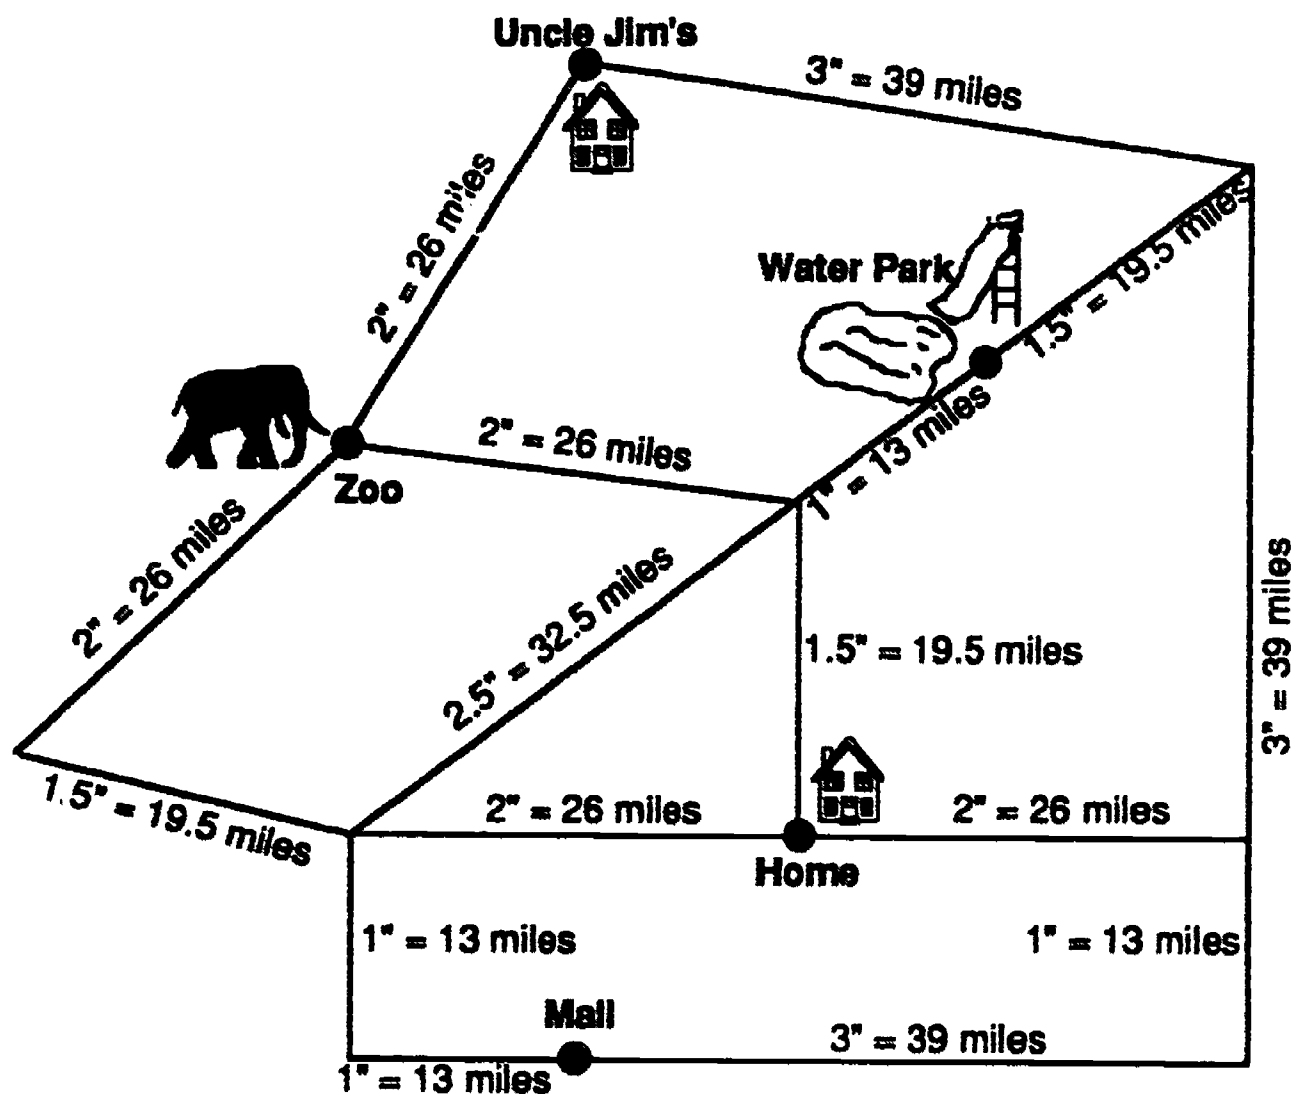 Uncle Jim's
3" = 39 miles
2" = 26 miles
Water Park
1.5" = 19.5 miles
1" = 13 miles
2" = 26 miles
Zoo
2" = 26 miles
2.5" = 32.5 miles
1.5" = 19.5 miles
3" = 39 miles
1.5" = 19.5 miles
2" = 26 miles
2" = 26 miles
Home
1" = 13 miles
1" = 13 miles
Mall
3" = 39 miles
1" = 13 miles